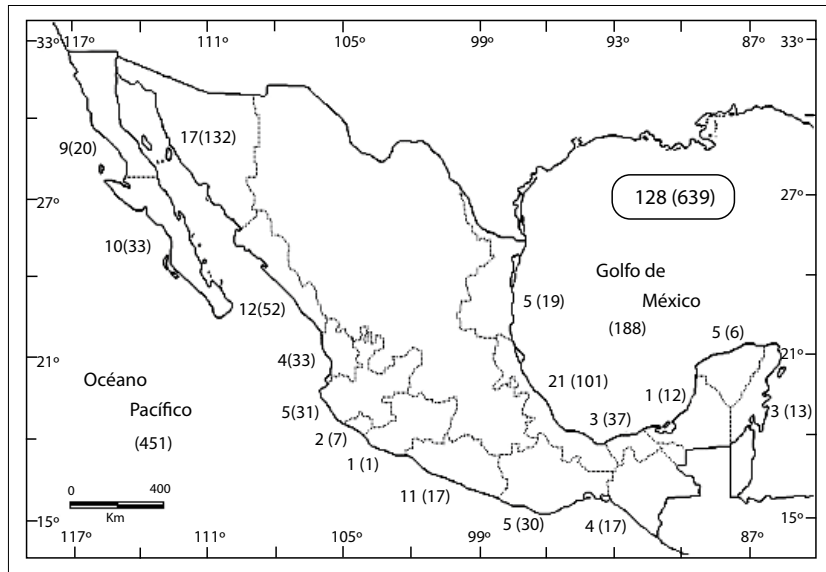 33º 117º 111º 105º 99º 93º 87º 33º
17(132)
9(20)
27º 128 (639) 27º
10(33)
Golfo de
México
(188)
12(52)
5 (19)
5 (6)
4(33)
21º 21º
Océano
Pacífico
(451)
21 (101)
1 (12)
5(31)
3 (37)
3 (13)
2 (7)
1 (1)
0 400
Km
11 (17)
5 (30)
4 (17)
15º 15º
117º 111º 105º 99º 87º